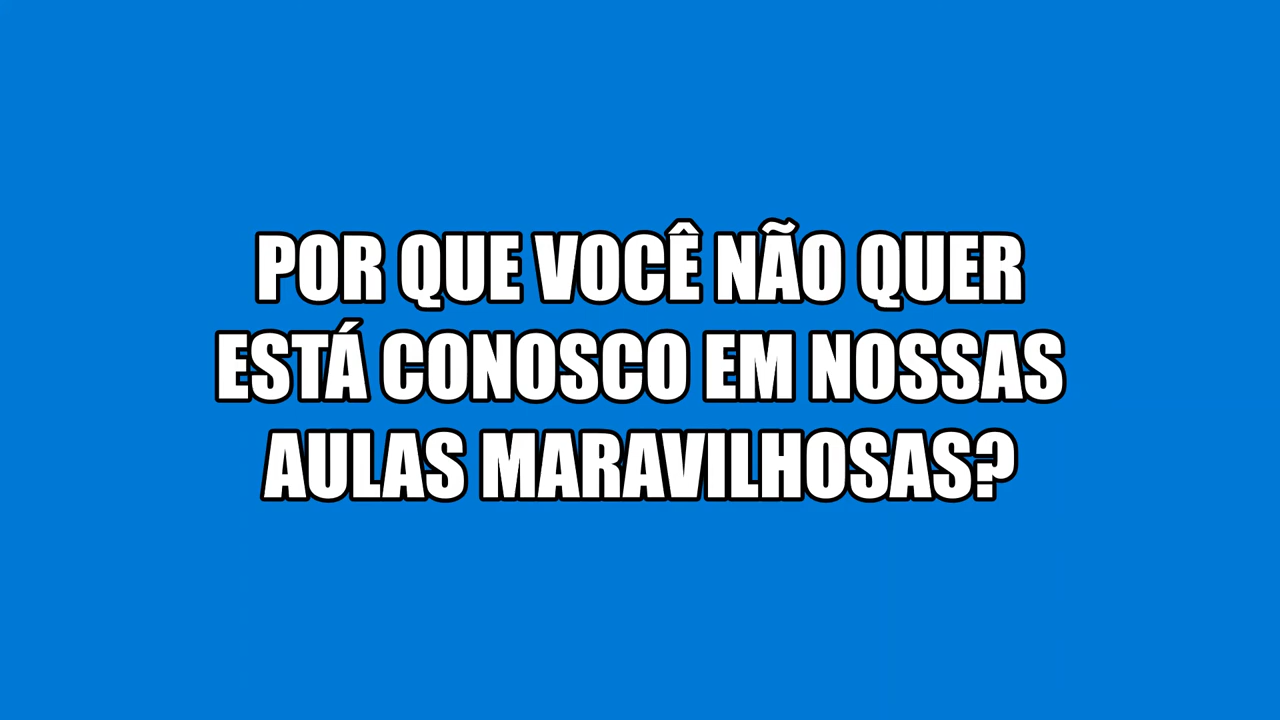 POR QUE VOCÊ NÃO QUER
ESTÁ CONOSCO EM NOSSAS
AULAS MARAVILHOSAS?